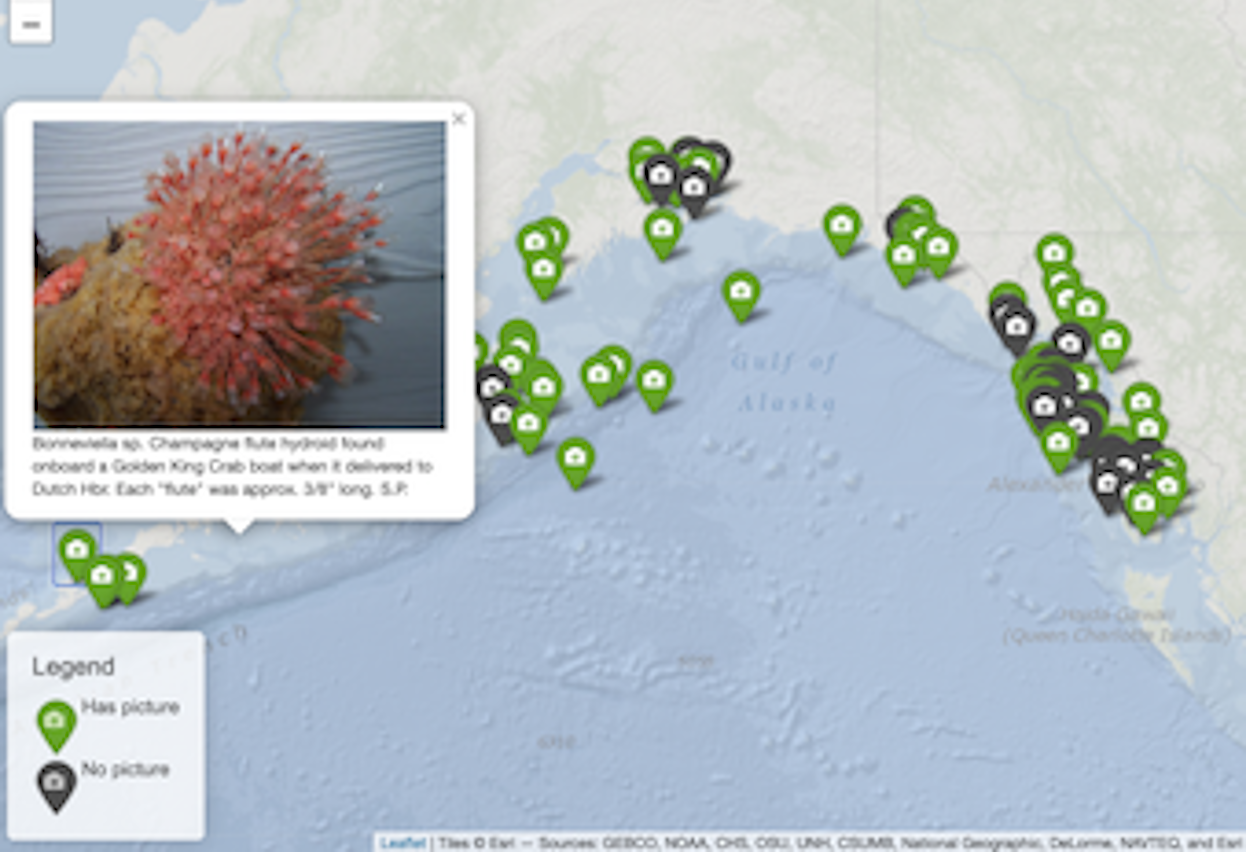 −
×
Bonneviella sp. Champagne flute hydroid found
onboard a Golden King Crab boat when it delivered to
Dutch Hbr. Each "flute" was approx. 3/8" long. S.P.
Gulf of
Alaska
Haida Gwaii
(Queen Charlotte Islands)
Legend
Has picture
No picture
Leaflet | Tiles © Esri — Sources: GEBCO, NOAA, CHS, OSU, UNH, CSUMB, National Geographic, DeLorme, NAVTEQ, and Esri